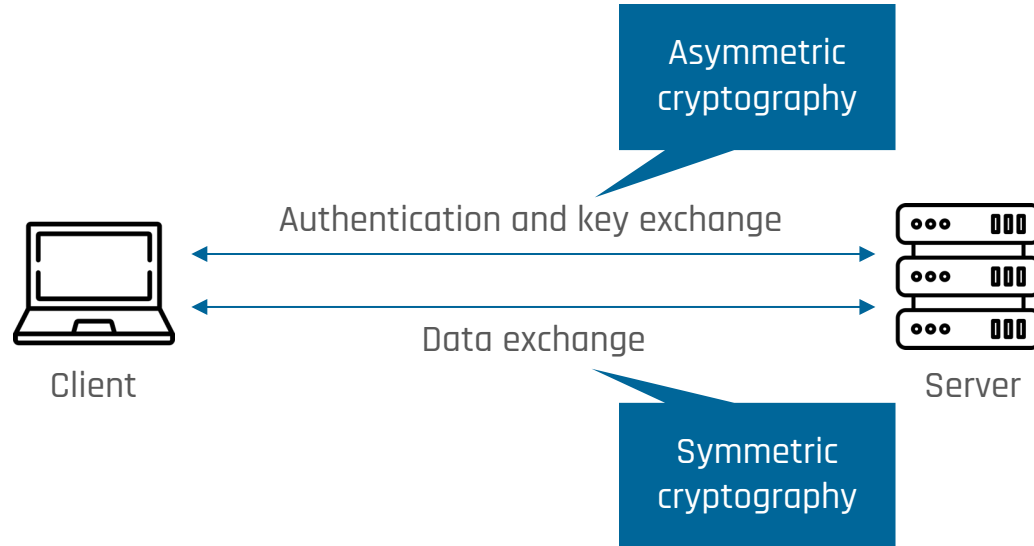 Asymmetric
cryptography
Authentication and key exchange
Data exchange
Client
Server
Symmetric
cryptography